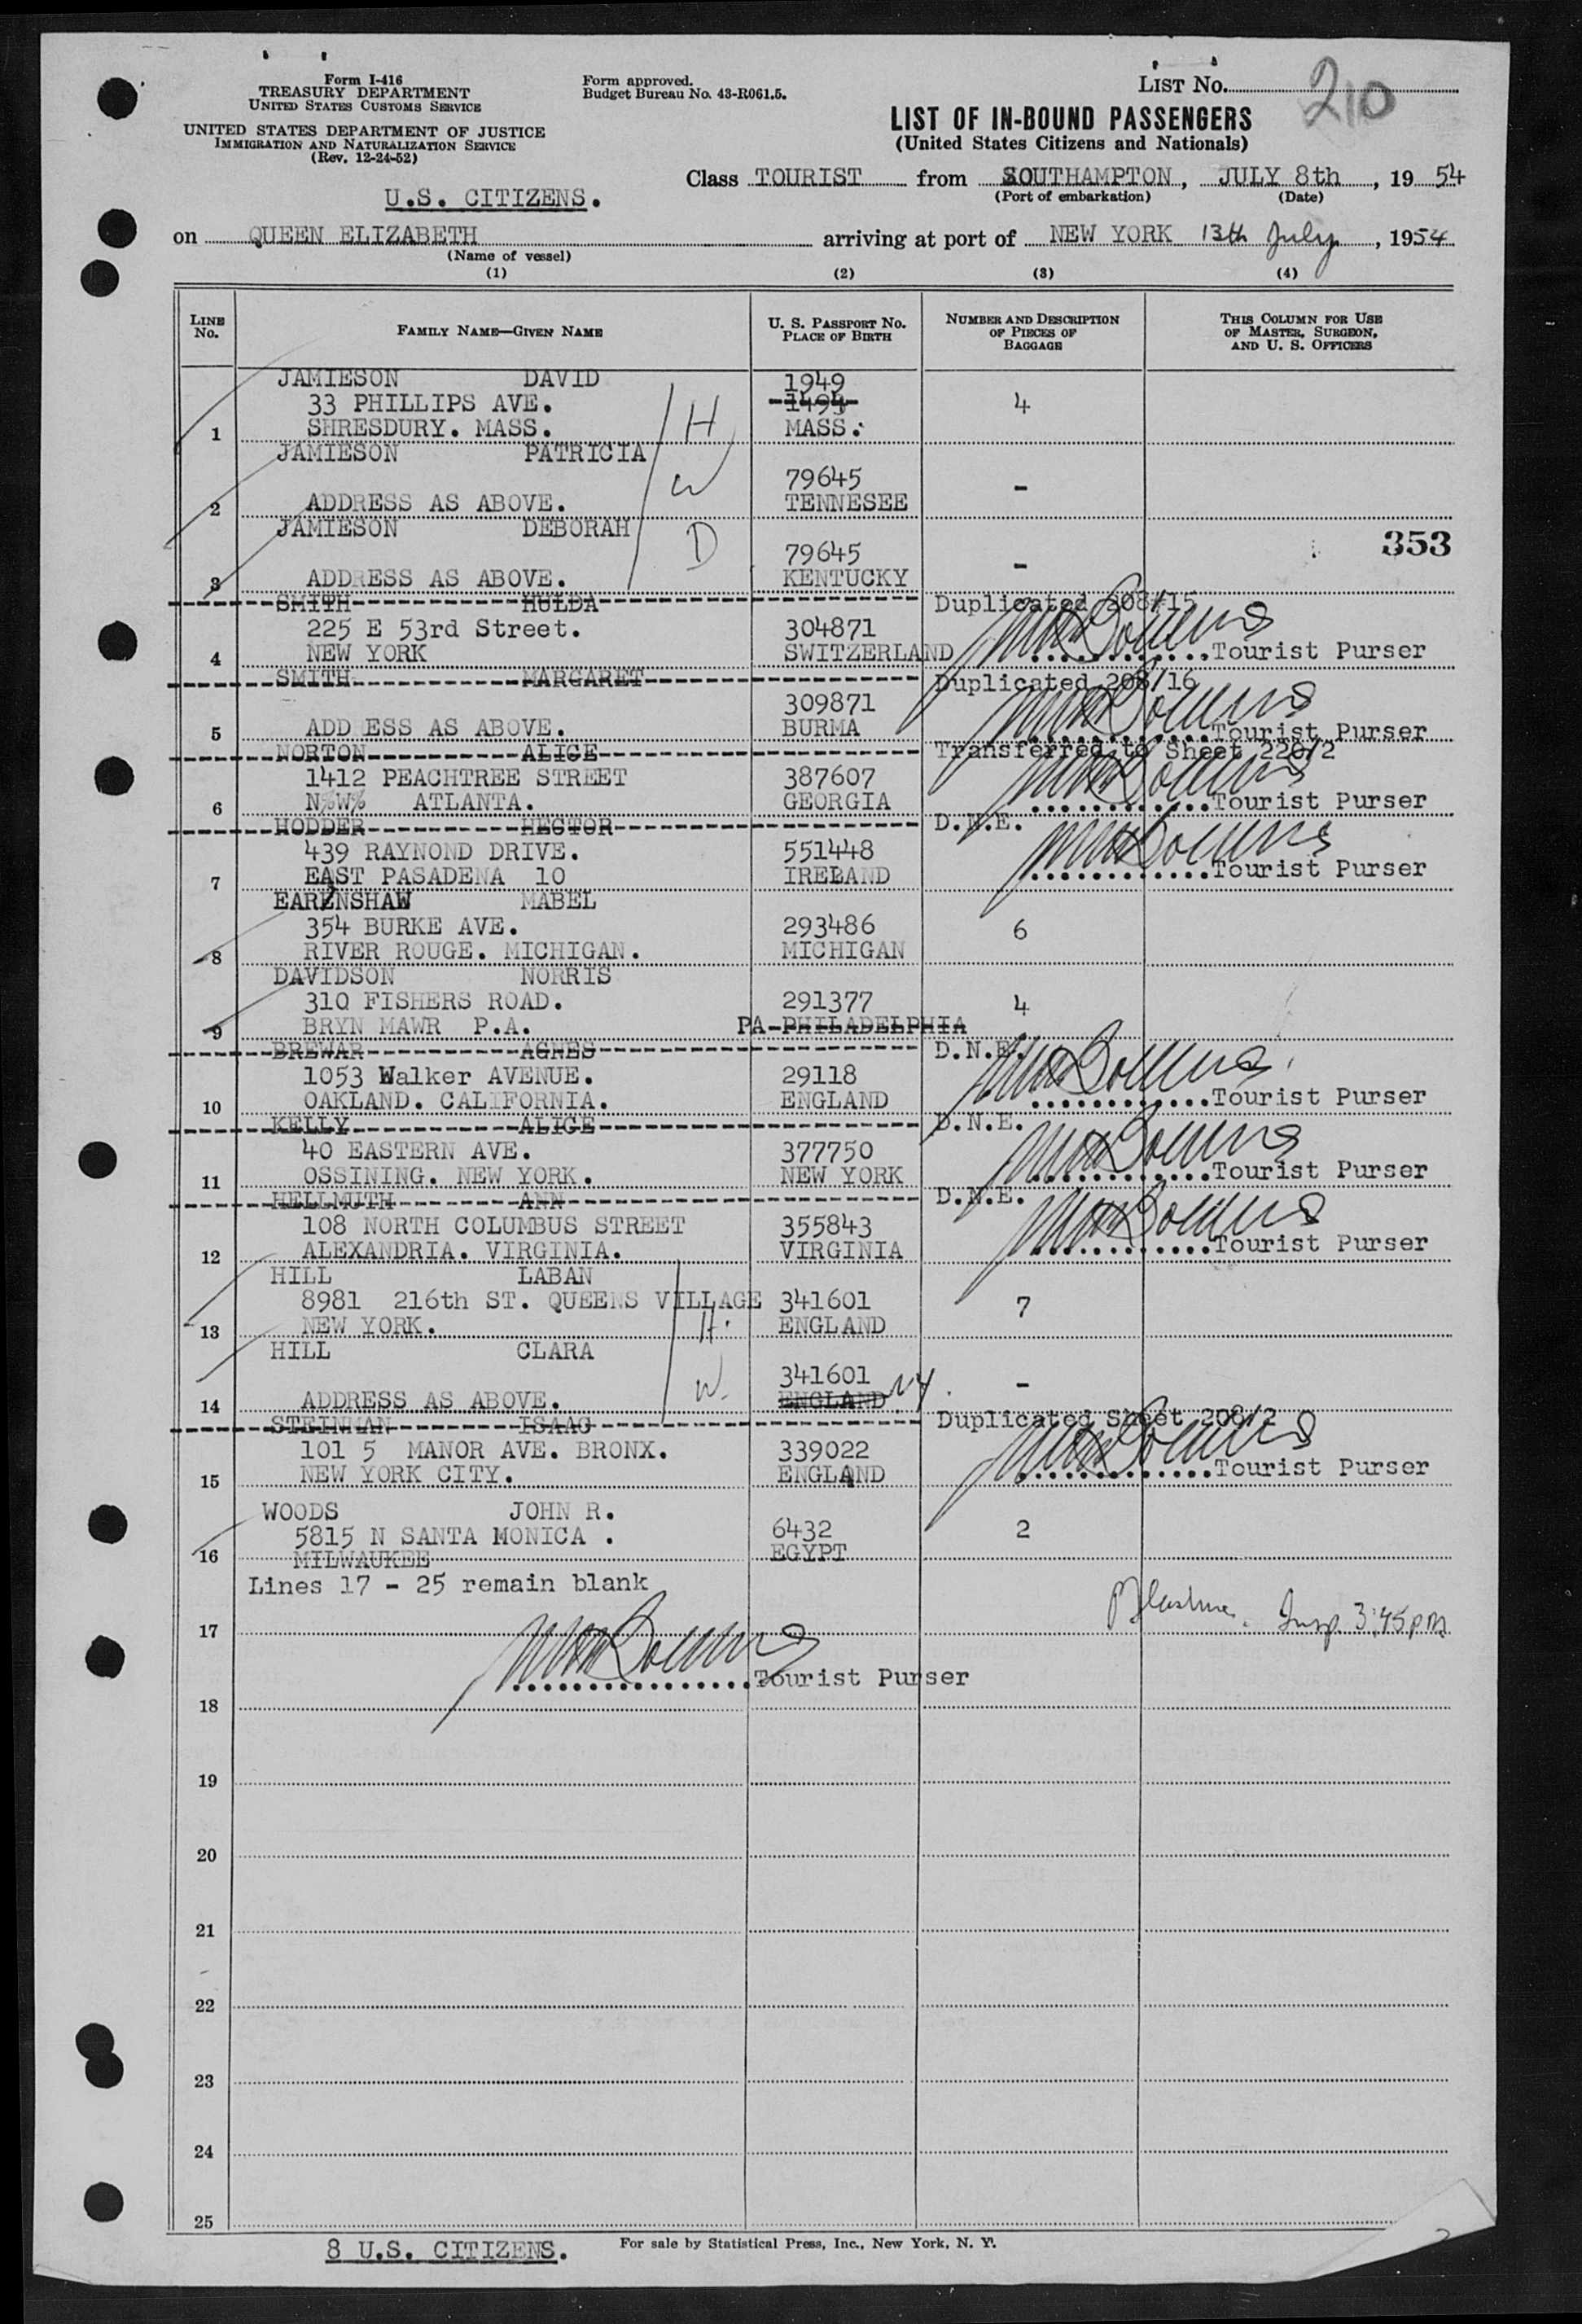 Form I-416
TREASURY DEPARTMENT
UNITED STATES CUSTOMS SERVICE
UNITED STATES DEPARTMENT OF JUSTICE
IMMIGRATION AND NATURALIZATION SERVICE
(Rev. 12-24-52)
Form approved.
Budget Bureau No. 43-R061.5.
LIST No. 210
LIST OF IN-BOUND PASSENGERS
(United States Citizens and Nationals)
U.S. CITIZENS.
Class TOURIST from SOUTHAMPTON, JULY 8th, 1954
(Port of embarkation) (Date)
on QUEEN ELIZABETH arriving at port of NEW YORK 13th July, 1954
(Name of vessel)
(1) (2) (3) (4)
LINE No.
FAMILY NAME—GIVEN NAME
U. S. PASSPORT No. PLACE OF BIRTH
NUMBER AND DESCRIPTION OF PIECES OF BAGGAGE
THIS COLUMN FOR USE OF MASTER, SURGEON, AND U. S. OFFICERS
JAMIESON DAVID 1949
33 PHILLIPS AVE. H 1494 4
1 SHRESDURY. MASS. MASS.
JAMIESON PATRICIA
W 79645 -
2 ADDRESS AS ABOVE. TENNESEE
JAMIESON DEBORAH D
353
79645 -
3 ADDRESS AS ABOVE. KENTUCKY
SMITH HULDA Duplicated 208/15
225 E 53rd Street. 304871
4 NEW YORK SWITZERLAND Tourist Purser
SMITH MARGARET Duplicated 208/16
309871
5 ADD ESS AS ABOVE. BURMA Tourist Purser
NORTON ALICE Transferred to Sheet 220/2
1412 PEACHTREE STREET 387607
6 N%W% ATLANTA. GEORGIA Tourist Purser
HODDER HECTOR D.N.E.
439 RAYNOND DRIVE. 551448
7 EAST PASADENA 10 IRELAND Tourist Purser
EARENSHAW MABEL
354 BURKE AVE. 293486 6
8 RIVER ROUGE. MICHIGAN. MICHIGAN
DAVIDSON NORRIS
310 FISHERS ROAD. 291377 4
9 BRYN MAWR P.A. PA-PHILADELPHIA
BREWAR AGNES D.N.E.
1053 Walker AVENUE. 29118
10 OAKLAND. CALIFORNIA. ENGLAND Tourist Purser
KELLY ALICE D.N.E.
40 EASTERN AVE. 377750
11 OSSINING. NEW YORK. NEW YORK Tourist Purser
HELLMUTH ANN D.N.E.
108 NORTH COLUMBUS STREET 355843
12 ALEXANDRIA. VIRGINIA. VIRGINIA Tourist Purser
HILL LABAN
8981 216th ST. QUEENS VILLAGE 341601 7
13 NEW YORK. H. ENGLAND
HILL CLARA
341601 -
14 ADDRESS AS ABOVE. W. ENGLAND N.Y.
STEINMAN ISAAC Duplicated Sheet 208/2
101 5 MANOR AVE. BRONX. 339022
15 NEW YORK CITY. ENGLAND Tourist Purser
WOODS JOHN R.
5815 N SANTA MONICA . 6432 2
16 MILWAUKEE EGYPT
Lines 17 - 25 remain blank
17 Insp. 3:45pm
Tourist Purser
18
19
20
21
22
23
24
25
8 U.S. CITIZENS.
For sale by Statistical Press, Inc., New York, N. Y.